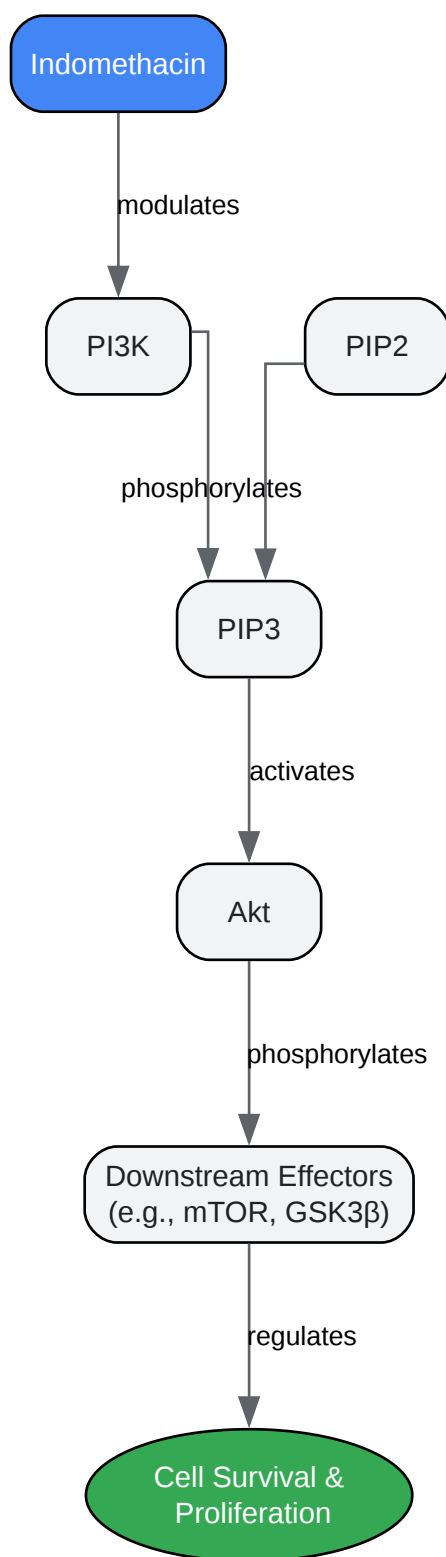 Indomethacin
modulates
PI3K
PIP2
phosphorylates
PIP3
activates
Akt
phosphorylates
Downstream Effectors
(e.g., mTOR, GSK3β)
regulates
Cell Survival &
Proliferation